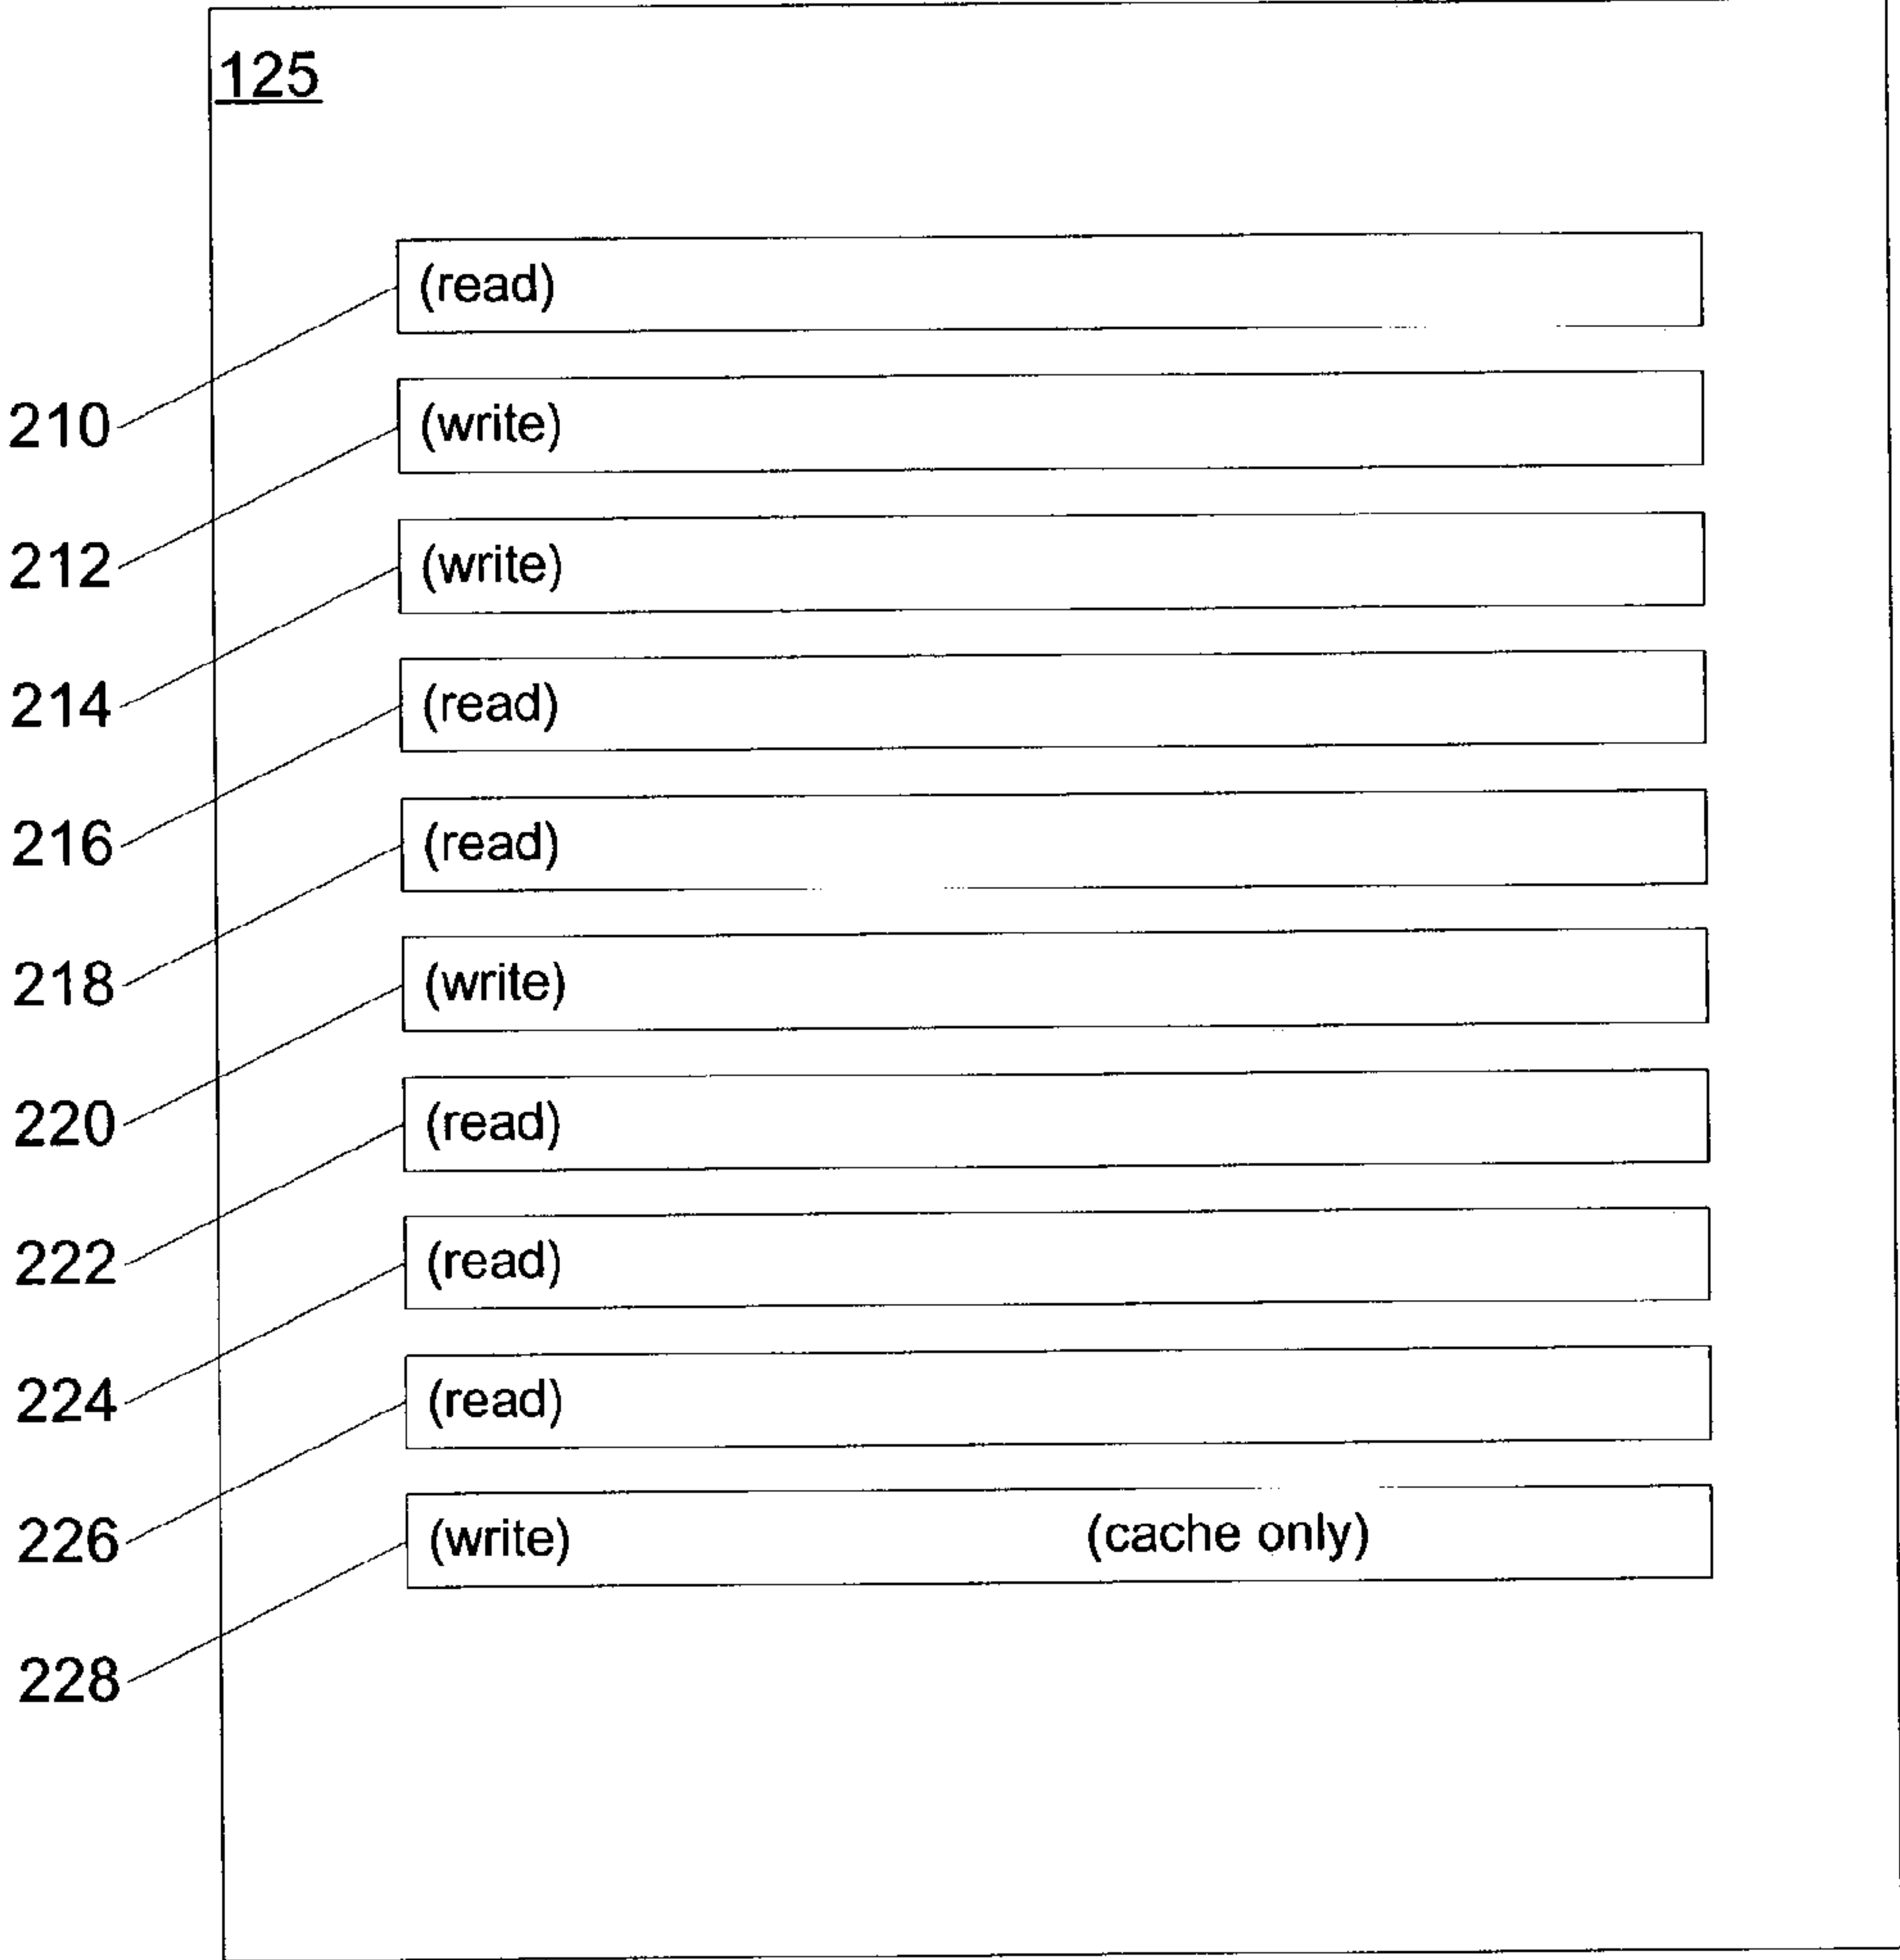 125
(read)
210
(write)
212
(write)
214
(read)
216
(read)
218
(write)
220
(read)
222
(read)
224
(read)
226
(write) (cache only)
228